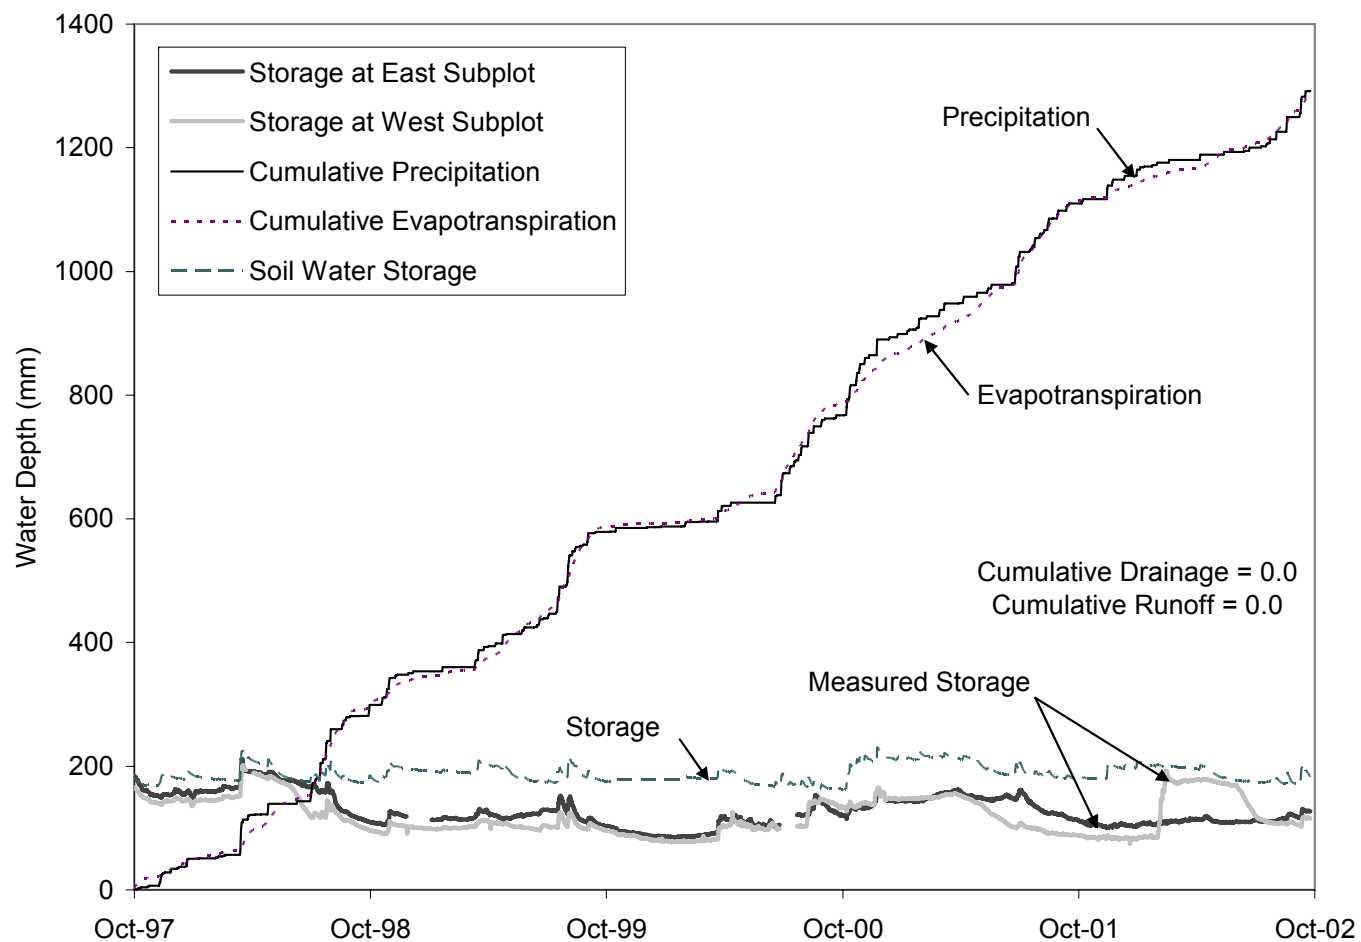 1400
1200
1000
800
600
400
200
0
Water Depth (mm)
Storage at East Subplot
Storage at West Subplot
Cumulative Precipitation
Cumulative Evapotranspiration
Soil Water Storage
Precipitation
Evapotranspiration
Cumulative Drainage = 0.0
Cumulative Runoff = 0.0
Measured Storage
Storage
Oct-97
Oct-98
Oct-99
Oct-00
Oct-01
Oct-02